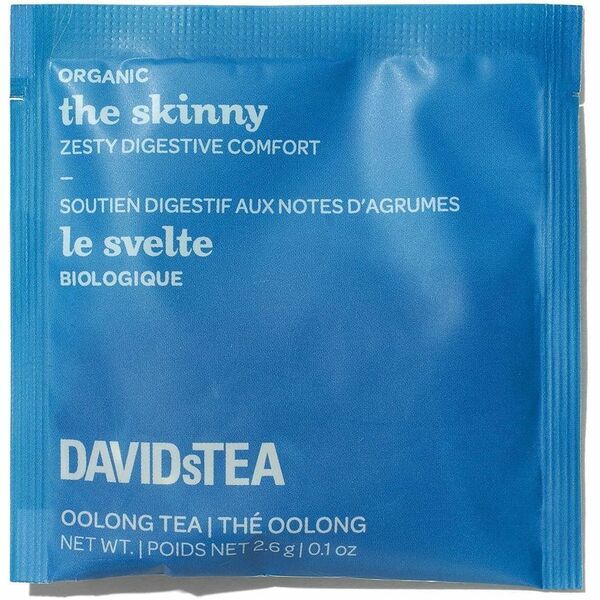 ORGANIC
the skinny
ZESTY DIGESTIVE COMFORT
–
SOUTIEN DIGESTIF AUX NOTES D'AGRUMES
le svelte
BIOLOGIQUE
DAVIDsTEA
OOLONG TEA | THÉ OOLONG
NET WT. | POIDS NET 2.6 g | 0.1 oz